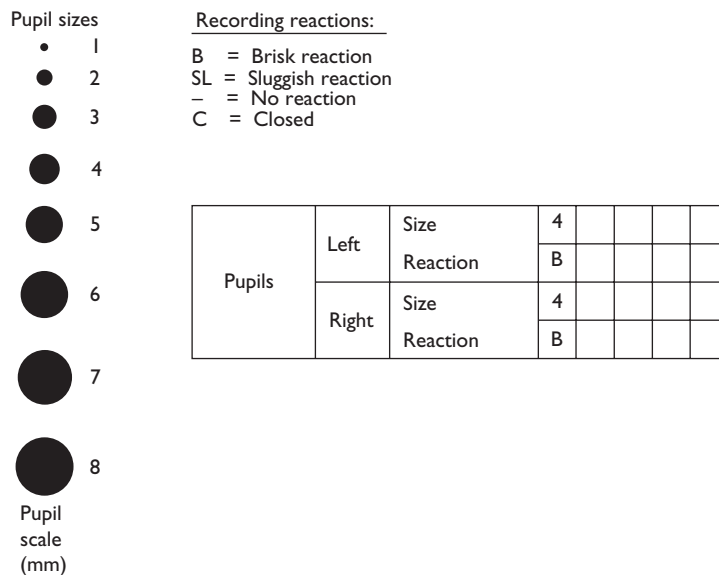 Pupil sizes
1
2
3
4
5
6
7
8
Pupil
scale
(mm)
Recording reactions:
B = Brisk reaction
SL = Sluggish reaction
– = No reaction
C = Closed
Pupils
Left
Size 4
Reaction B
Right
Size 4
Reaction B